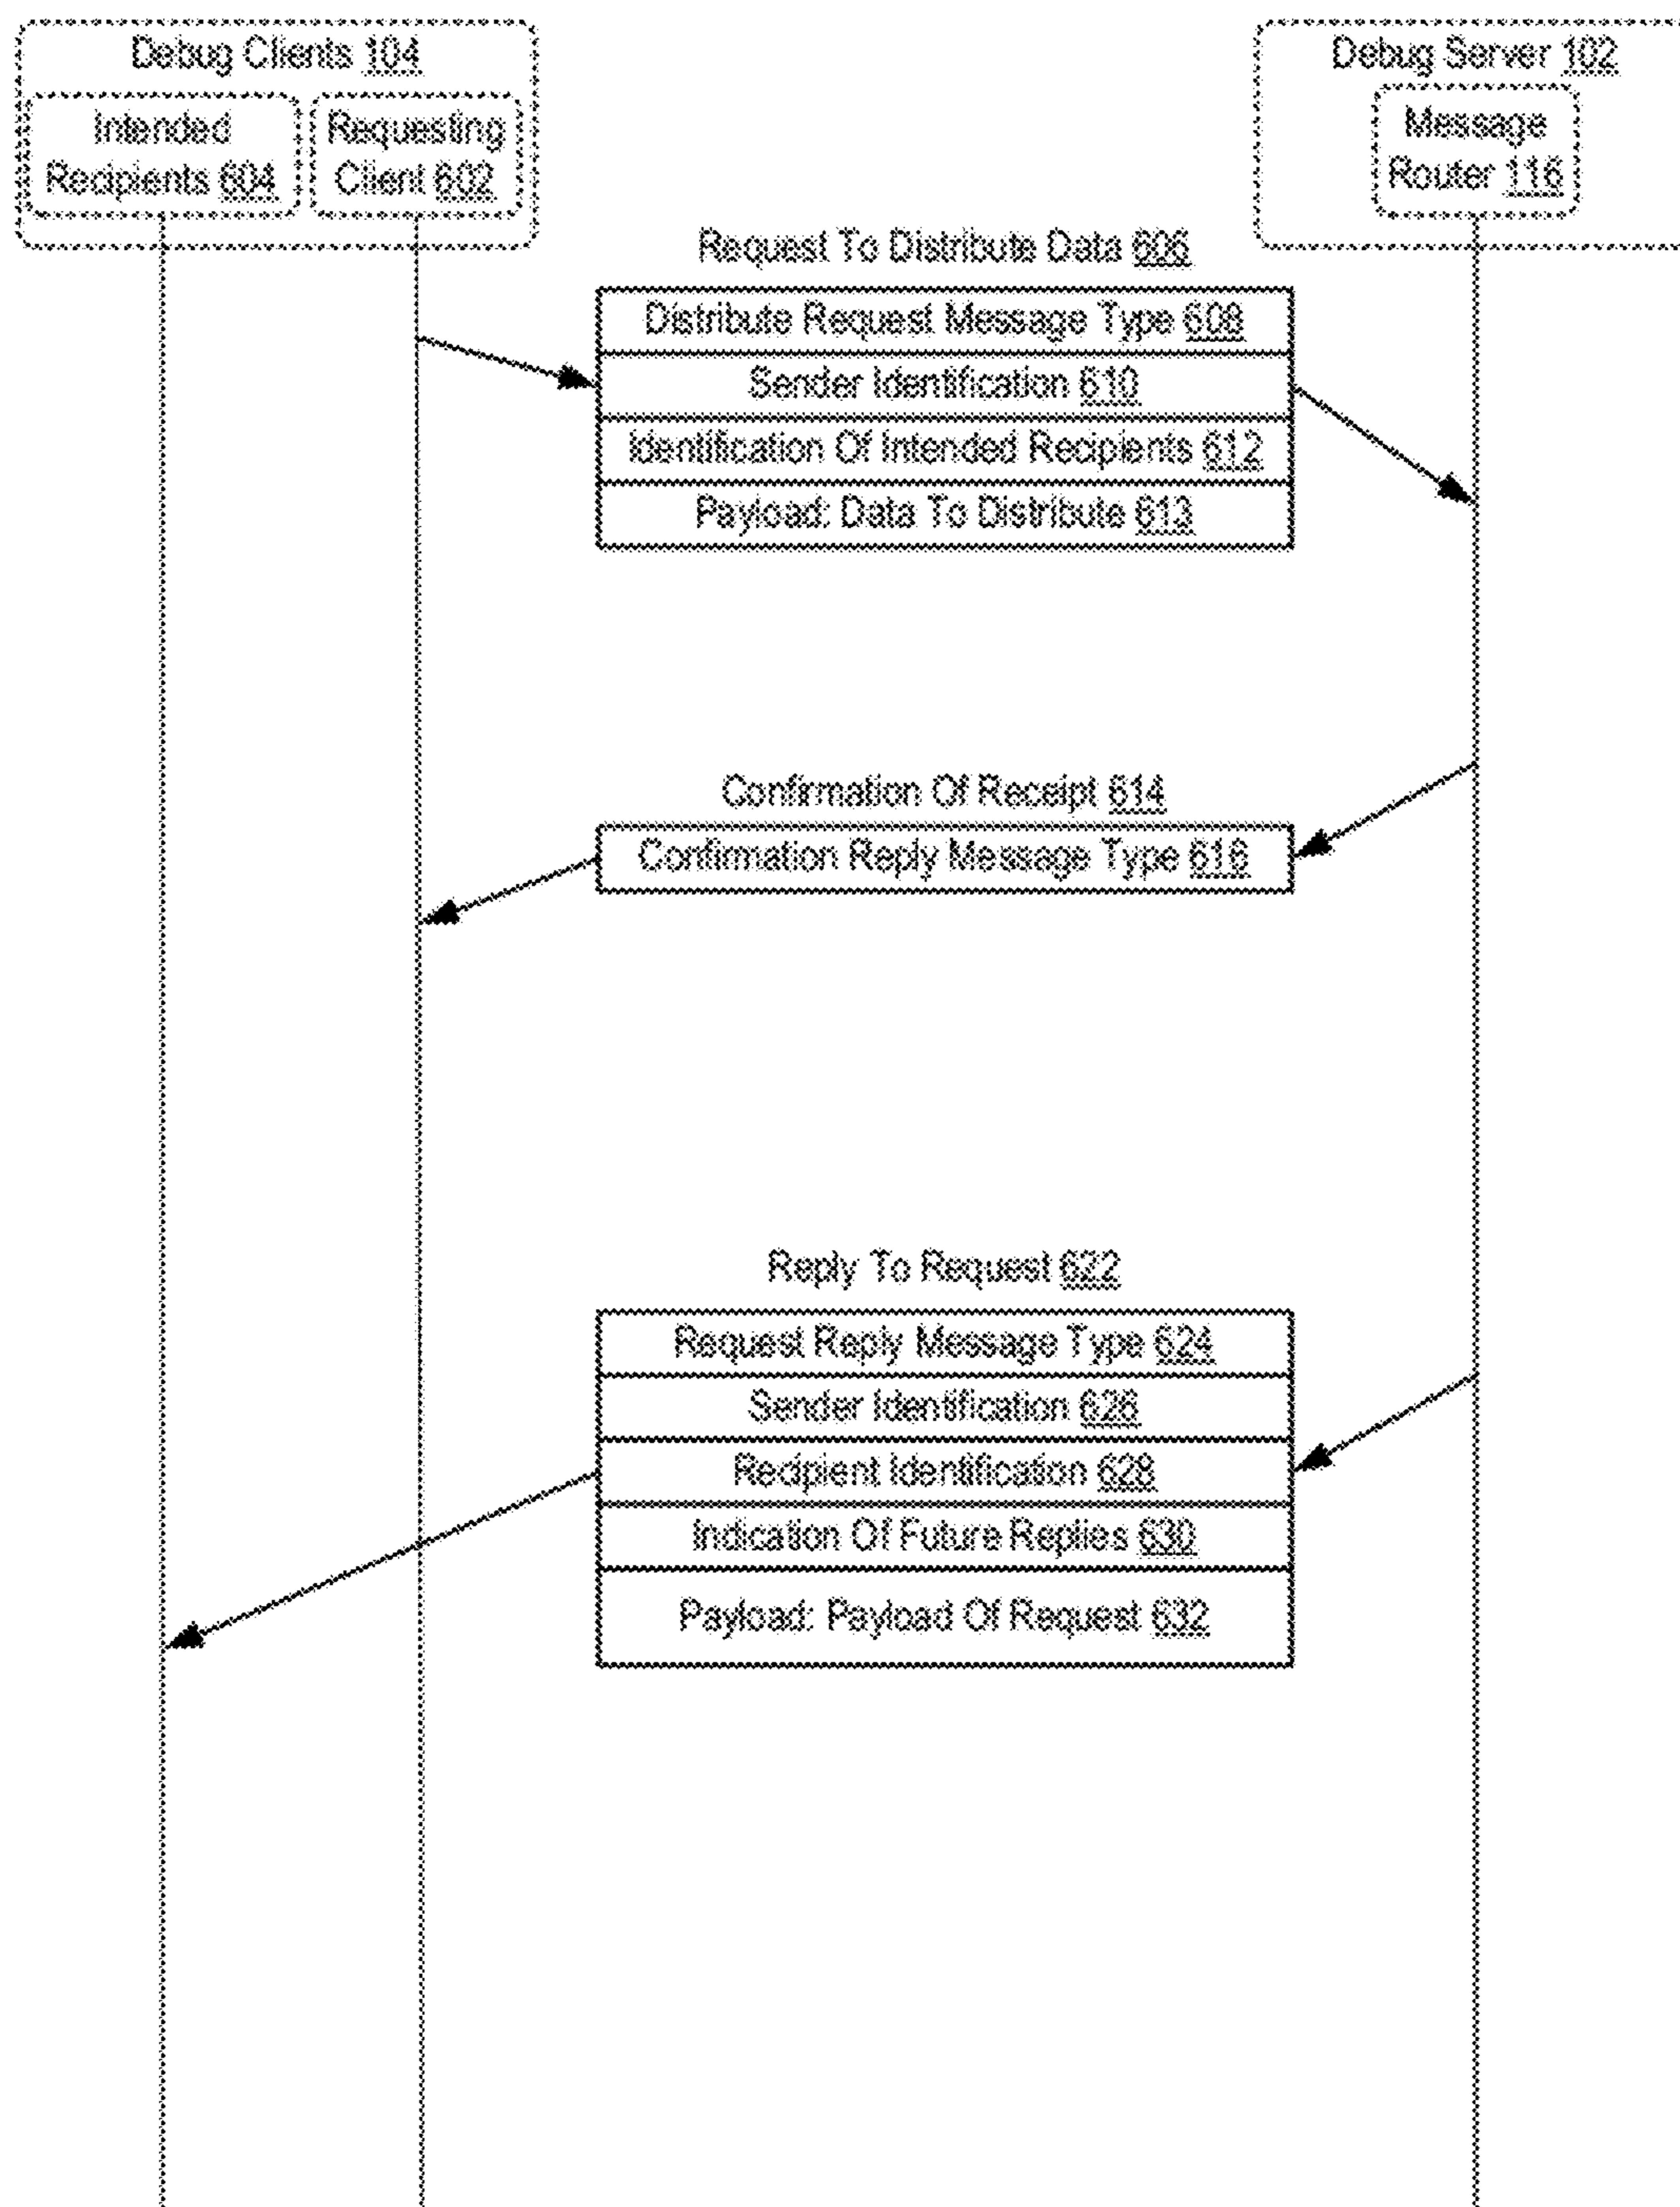 Debug Clients 104
Intended
Recipients 604
Requesting
Client 602
Debug Server 102
Message
Router 116
Request To Distribute Data 606
Distribute Request Message Type 608
Sender Identification 610
Identification Of Intended Recipients 612
Payload: Data To Distribute 613
Confirmation Of Receipt 614
Confirmation Reply Message Type 616
Reply To Request 622
Request Reply Message Type 624
Sender Identification 626
Recipient Identification 628
Indication Of Future Replies 630
Payload: Payload Of Request 632